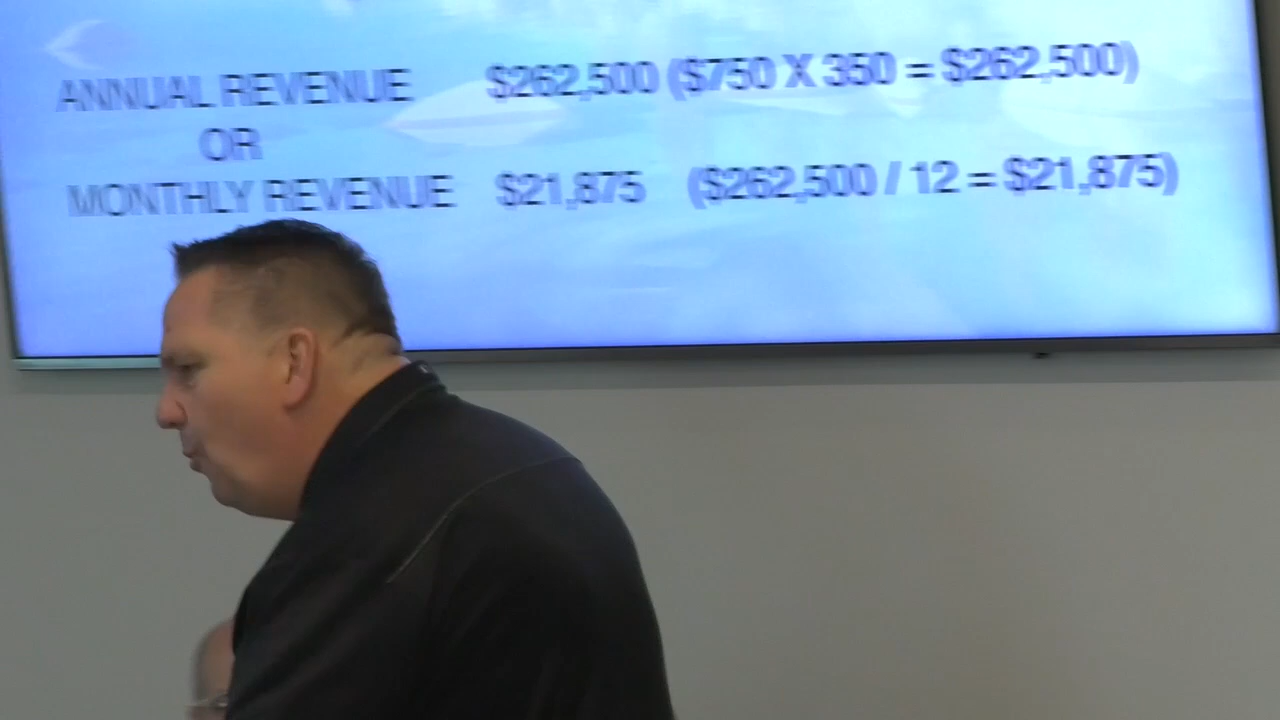 ANNUAL REVENUE $262,500 ($750 X 350 = $262,500)
OR
MONTHLY REVENUE $21,875 ($262,500 / 12 = $21,875)